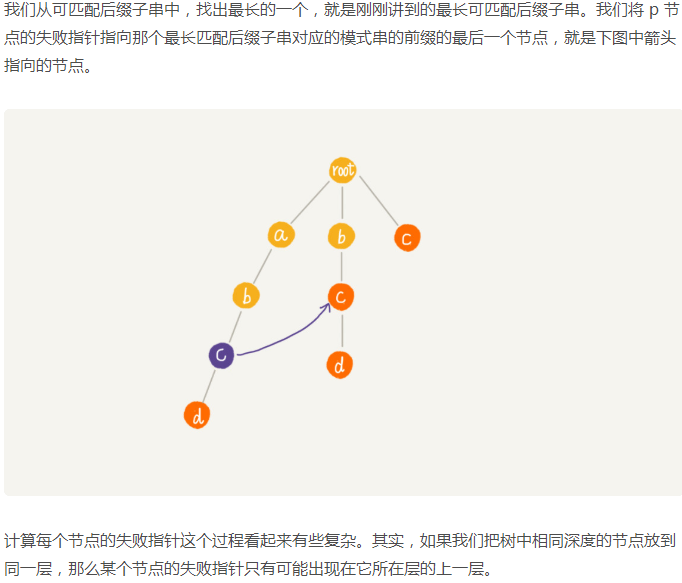 我们从可匹配后缀子串中，找出最长的一个，就是刚刚讲到的最长可匹配后缀子串。我们将 p 节
点的失败指针指向那个最长匹配后缀子串对应的模式串的前缀的最后一个节点，就是下图中箭头
指向的节点。
root
a
b
c
b
c
c
d
d
计算每个节点的失败指针这个过程看起来有些复杂。其实，如果我们把树中相同深度的节点放到
同一层，那么某个节点的失败指针只有可能出现在它所在层的上一层。